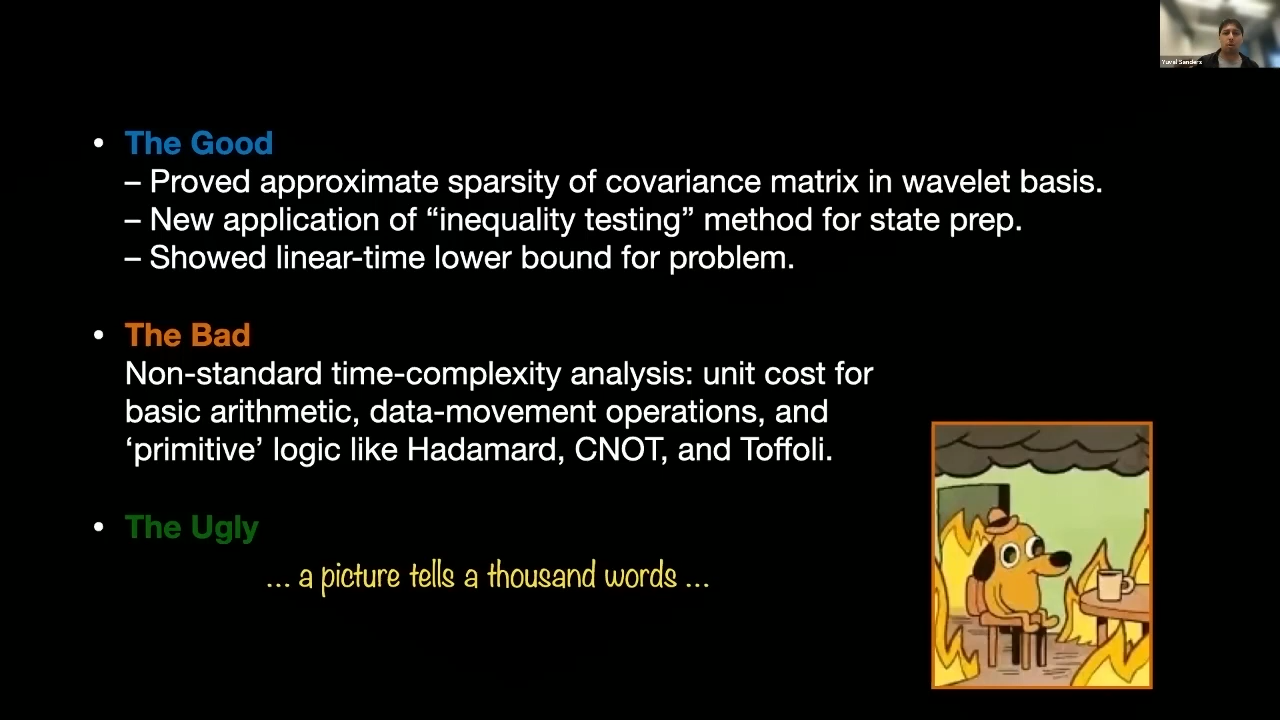 Yuval Sanders
• The Good
– Proved approximate sparsity of covariance matrix in wavelet basis.
– New application of “inequality testing” method for state prep.
– Showed linear-time lower bound for problem.
• The Bad
Non-standard time-complexity analysis: unit cost for
basic arithmetic, data-movement operations, and
‘primitive’ logic like Hadamard, CNOT, and Toffoli.
• The Ugly
... a picture tells a thousand words ...